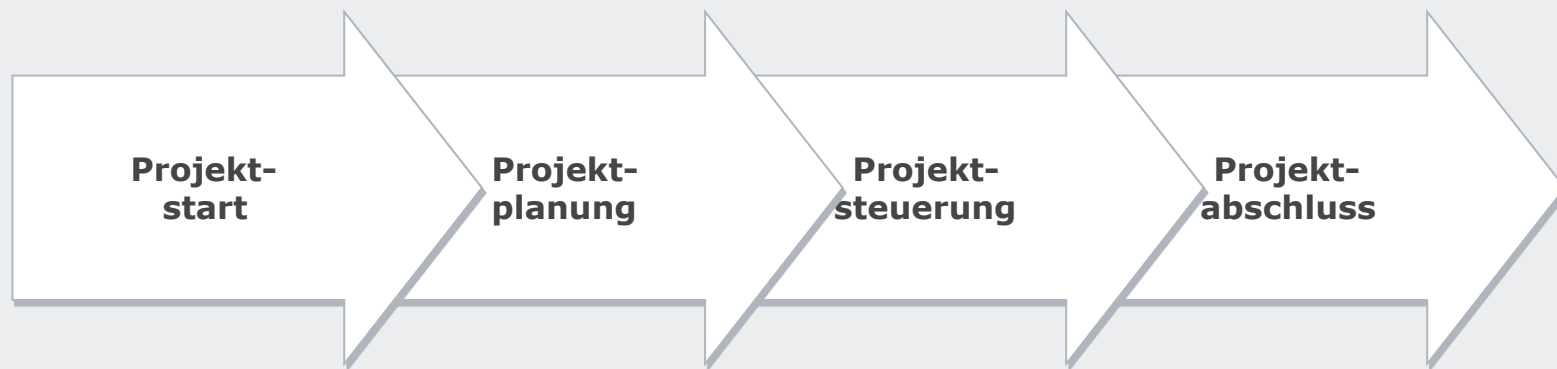 Projekt-
start
Projekt-
planung
Projekt-
steuerung
Projekt-
abschluss